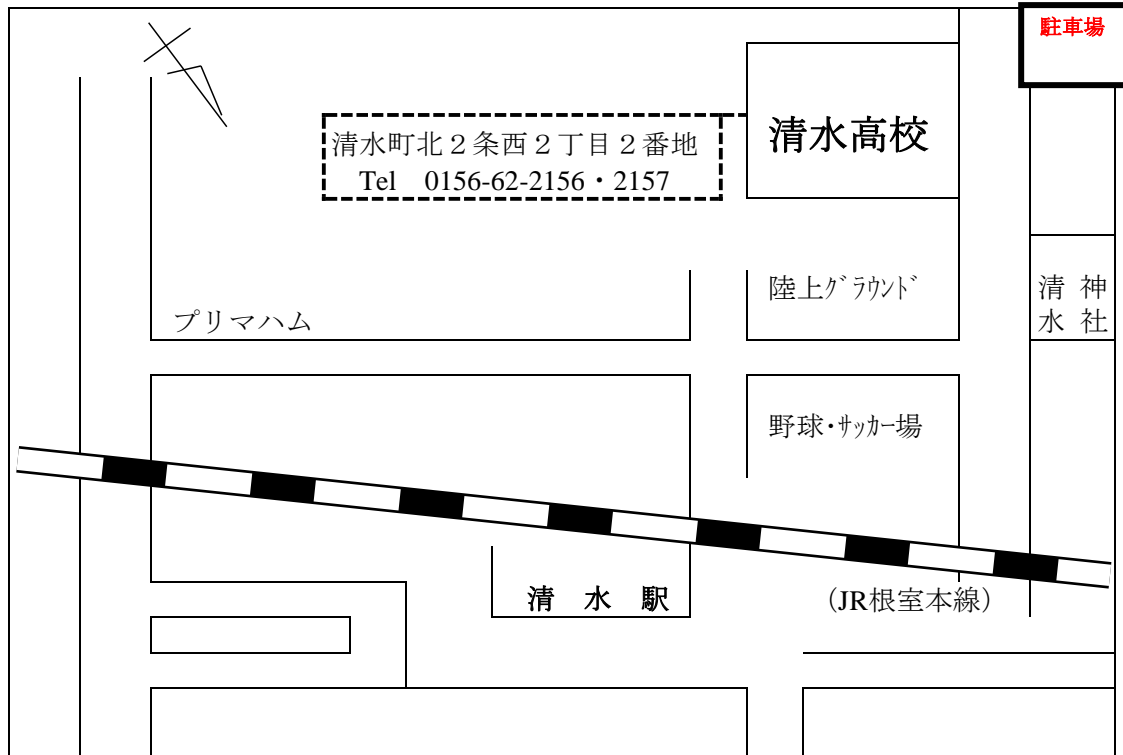 駐車場
清水高校
清水町北２条西２丁目２番地
Tel　0156-62-2156・2157
陸上ｸﾞﾗｳﾝﾄﾞ
清水
神社
プリマハム
野球･ｻｯｶｰ場
清　水　駅
（JR根室本線）